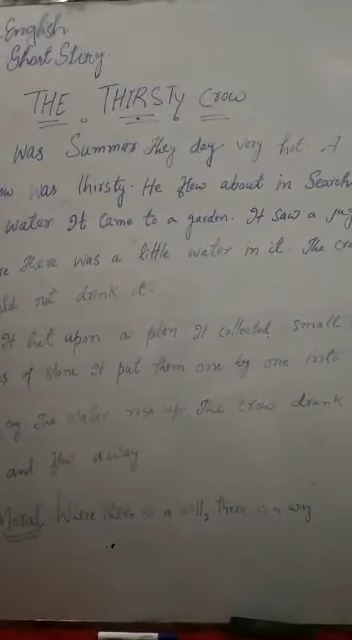 English
Short Story.
THE THIRSTY Crow
was Summer They day very hot. A
ow was thirsty. He flew about in Search
water. It Came to a garden. It saw a jug
re There was a little water in it. The cro
ld not drink it.
It hit upon a plan. It collected small
s of stone It put them one by one into
The water rise up. The crow drank
and flew away
Moral Where there is a will, there is a way